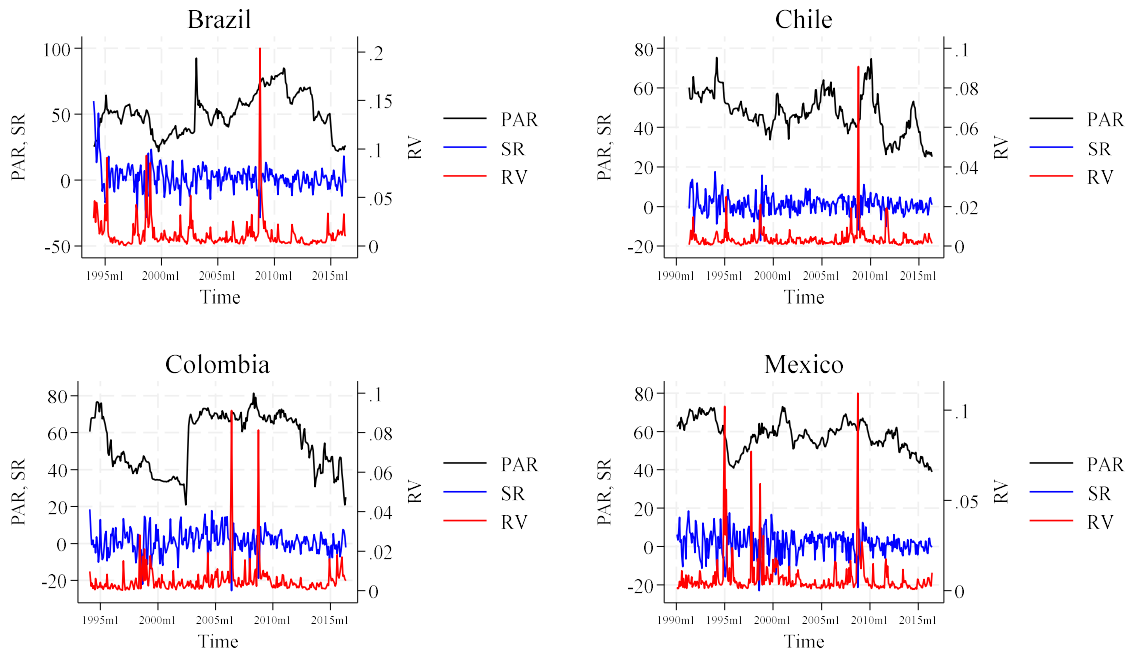 Brazil
100
50
0
-50
PAR, SR
.2
.15
.1
.05
0
RV
1995m1 2000m1 2005m1 2010m1 2015m1
Time
PAR
SR
RV
Chile
80
60
40
20
0
-20
PAR, SR
.1
.08
.06
.04
.02
0
RV
1990m1 1995m1 2000m1 2005m1 2010m1 2015m1
Time
PAR
SR
RV
Colombia
80
60
40
20
0
-20
PAR, SR
.1
.08
.06
.04
.02
0
RV
1995m1 2000m1 2005m1 2010m1 2015m1
Time
PAR
SR
RV
Mexico
80
60
40
20
0
-20
PAR, SR
.1
.05
0
RV
1990m1 1995m1 2000m1 2005m1 2010m1 2015m1
Time
PAR
SR
RV